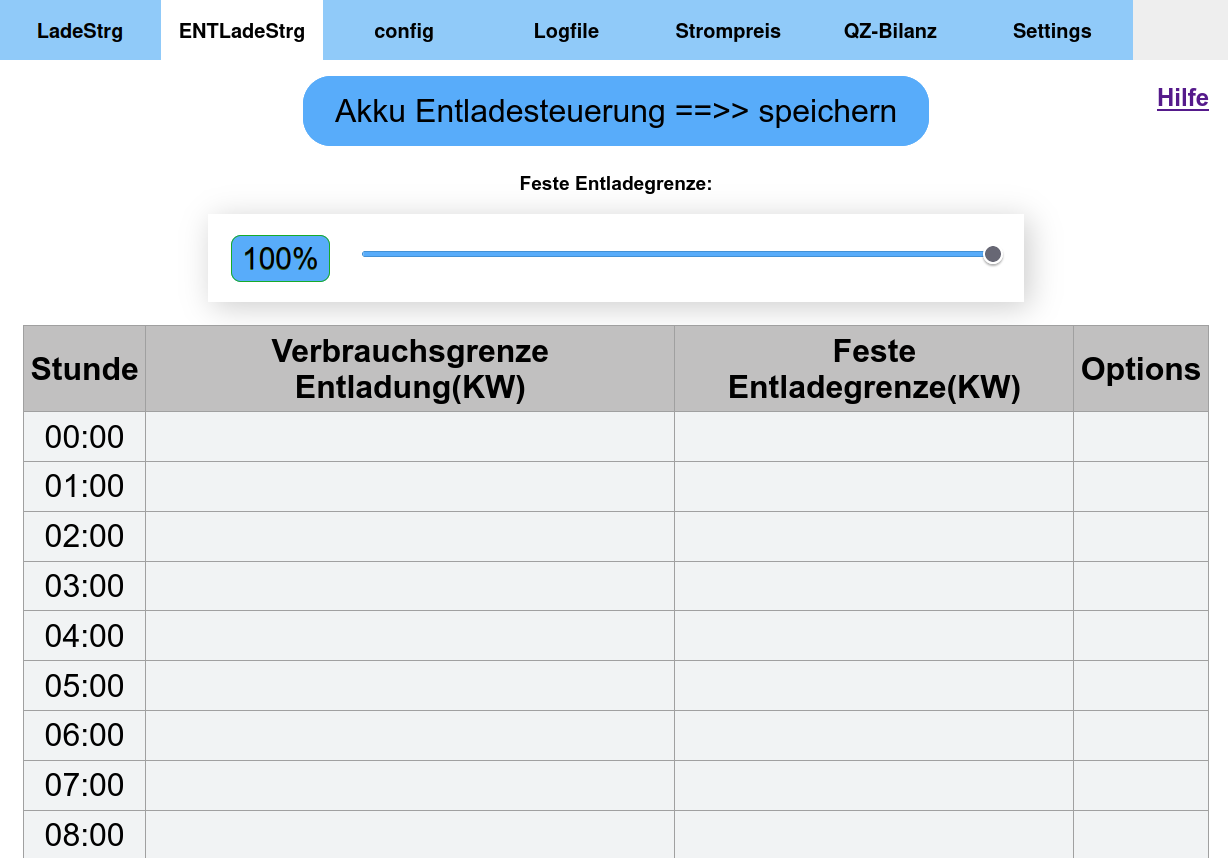 LadeStrg ENTLadeStrg config Logfile Strompreis QZ-Bilanz Settings
Akku Entladesteuerung ==>> speichern
Hilfe
Feste Entladegrenze:
100%
Stunde Verbrauchsgrenze Entladung(KW) Feste Entladegrenze(KW) Options
00:00
01:00
02:00
03:00
04:00
05:00
06:00
07:00
08:00